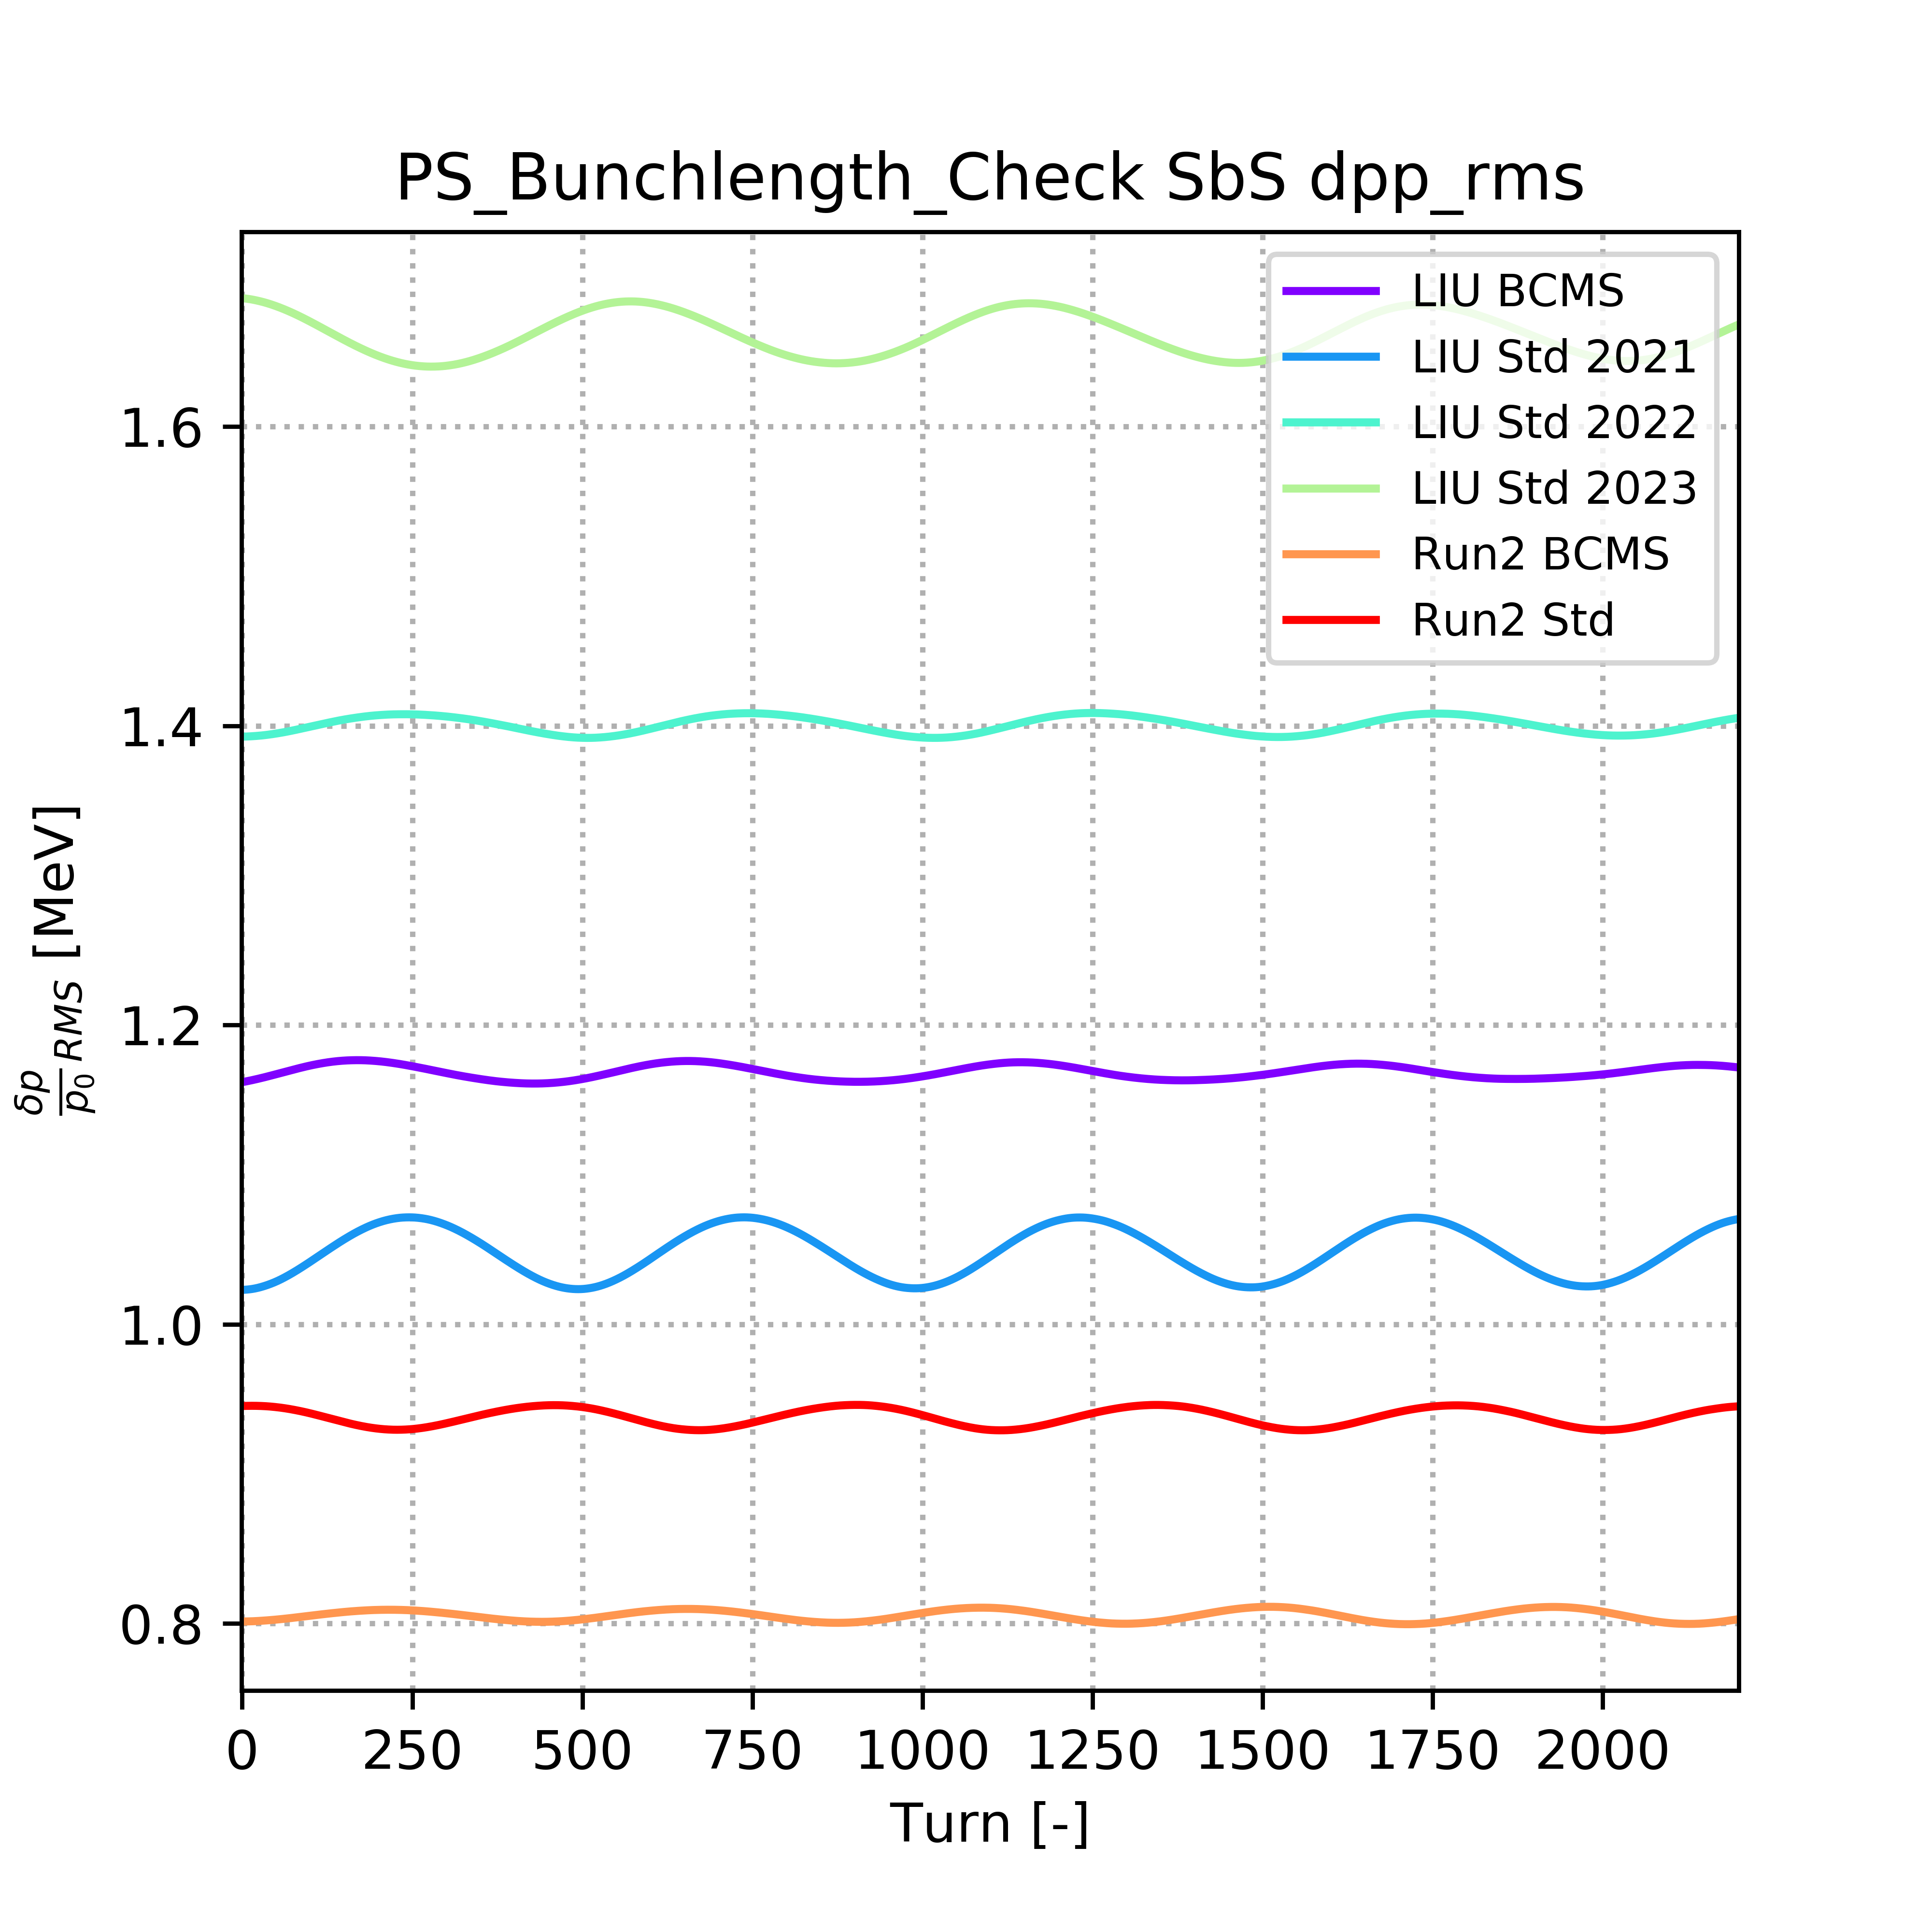 PS_Bunchlength_Check SbS dpp_rms
LIU BCMS
LIU Std 2021
LIU Std 2022
LIU Std 2023
Run2 BCMS
Run2 Std
1.6
1.4
1.2
1.0
0.8
δp/p0 RMS [MeV]
0 250 500 750 1000 1250 1500 1750 2000
Turn [-]